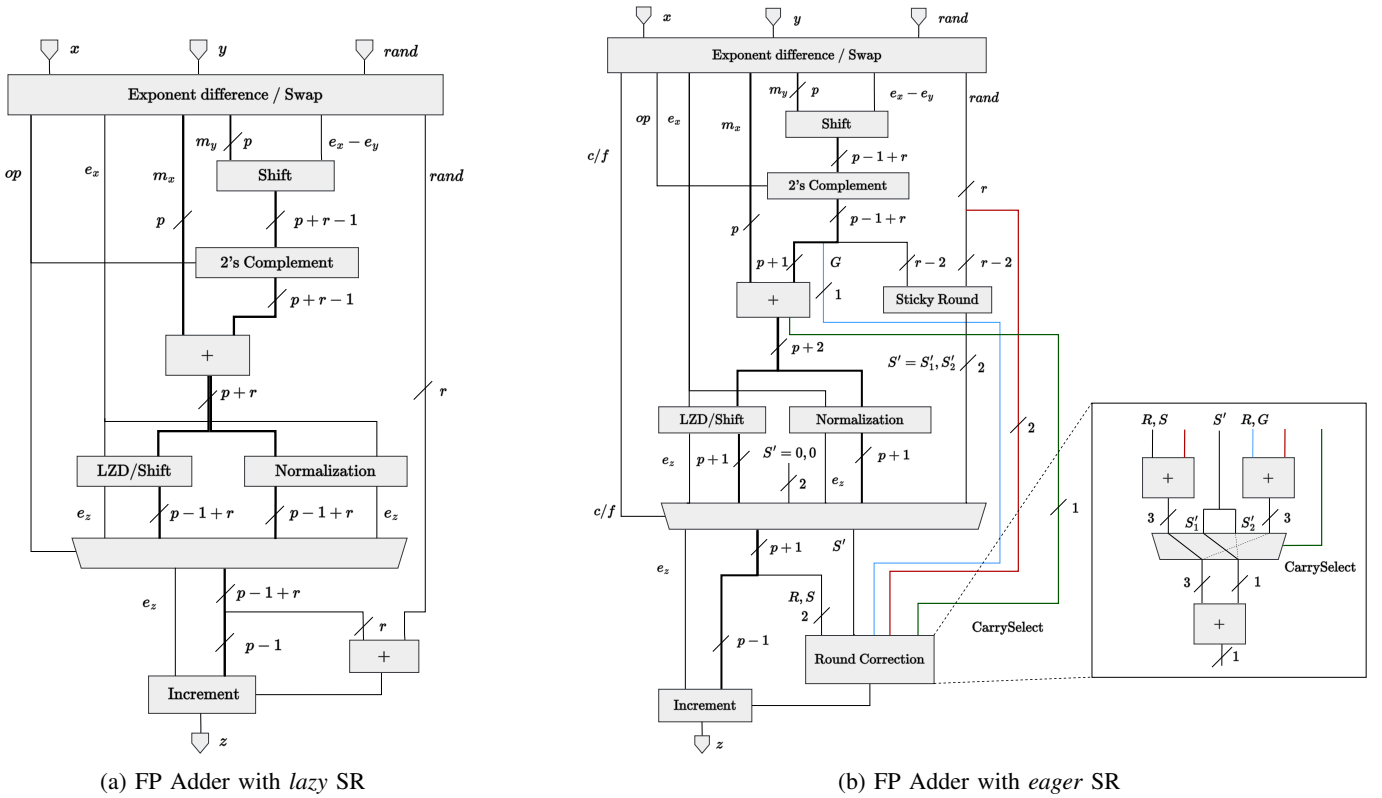 x
y
rand
Exponent difference / Swap
op
e_x
m_x
m_y
p
e_x − e_y
rand
Shift
p
p + r − 1
2's Complement
p + r − 1
+
p + r
r
LZD/Shift
Normalization
e_z
p − 1 + r
p − 1 + r
e_z
e_z
p − 1 + r
r
p − 1
+
Increment
z
(a) FP Adder with lazy SR
x
y
rand
Exponent difference / Swap
c/f
op
e_x
m_x
m_y
p
e_x − e_y
rand
Shift
p − 1 + r
2's Complement
r
p − 1 + r
p
p + 1
G
r − 2
r − 2
+
1
Sticky Round
p + 2
S′ = S′_1, S′_2
2
LZD/Shift
Normalization
2
e_z
p + 1
S′ = 0, 0
2
e_z
p + 1
c/f
1
p + 1
S′
e_z
R, S
2
CarrySelect
p − 1
Round Correction
Increment
z
R, S
S′
R, G
+
+
3
S′_1
S′_2
3
CarrySelect
3
1
+
1
(b) FP Adder with eager SR